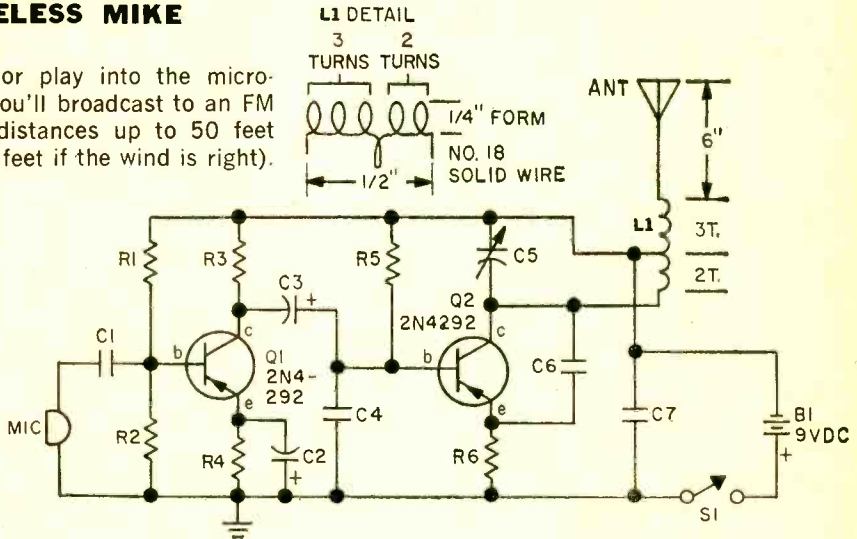 ELESS MIKE
or play into the micro-
ou'll broadcast to an FM
distances up to 50 feet
feet if the wind is right).
L1 DETAIL
3 2
TURNS TURNS
1/4" FORM
NO. 18
SOLID WIRE
1/2"
ANT
6"
L1
3T.
2T.
R1
R3
C3
+
R5
C5
Q2
2N4292
C1
b
c
Q1
2N4-
292
e
b
c
e
C6
MIC
R2
R4
C2
+
C4
R6
C7
B1
9VDC
+
S1